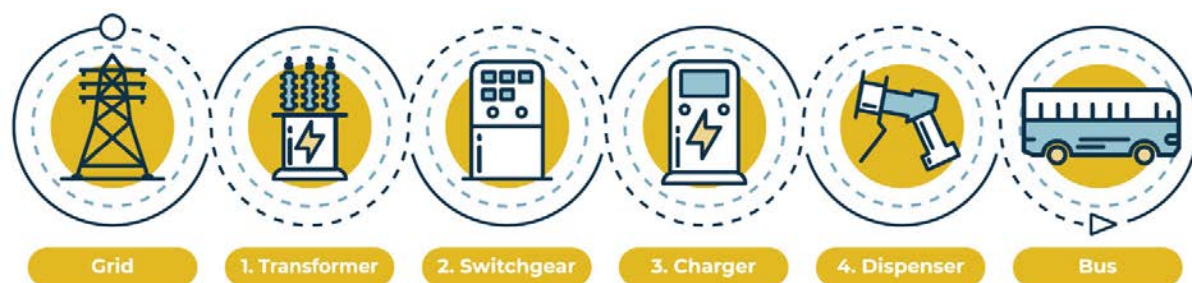 Grid
1. Transformer
2. Switchgear
3. Charger
4. Dispenser
Bus